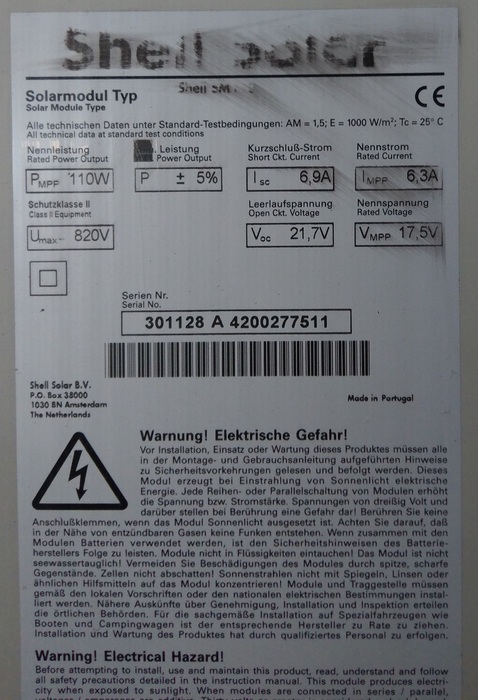 Shell Solar
Solarmodul Typ
Solar Module Type
Shell SM
CE
Alle technischen Daten unter Standard-Testbedingungen: AM = 1,5; E = 1000 W/m²; Tc = 25° C
All technical data at standard test conditions
Nennleistung
Rated Power Output
PMPP 110W
Leistung
Power Output
P ± 5%
Kurzschluß-Strom
Short Ckt. Current
Isc 6,9A
Nennstrom
Rated Current
IMPP 6,3A
Schutzklasse II
Class II Equipment
Umax- 820V
Leerlaufspannung
Open Ckt. Voltage
Voc 21,7V
Nennspannung
Rated Voltage
VMPP 17,5V
Serien Nr.
Serial No.
301128 A 4200277511
Shell Solar B.V.
P.O. Box 38000
1030 BN Amsterdam
The Netherlands
Made in Portugal
Warnung! Elektrische Gefahr!
Vor Installation, Einsatz oder Wartung dieses Produktes müssen alle
in der Montage- und Gebrauchsanleitung aufgeführten Hinweise
zu Sicherheitsvorkehrungen gelesen und befolgt werden. Dieses
Modul erzeugt bei Einstrahlung von Sonnenlicht elektrische
Energie. Jede Reihen- oder Parallelschaltung von Modulen erhöht
die Spannung bzw. Stromstärke. Spannungen von dreißig Volt und
darüber stellen bei Berührung eine Gefahr dar! Berühren Sie keine
Anschlußklemmen, wenn das Modul Sonnenlicht ausgesetzt ist. Achten Sie darauf, daß
in der Nähe von entzündbaren Gasen keine Funken entstehen. Wenn zusammen mit den
Modulen Batterien verwendet werden, ist den Sicherheitshinweisen des Batterie-
herstellers Folge zu leisten. Module nicht in Flüssigkeiten eintauchen! Das Modul ist nicht
seewassertauglich! Vermeiden Sie Beschädigungen des Moduls durch spitze, scharfe
Gegenstände. Zellen nicht abschatten! Sonnenstrahlen nicht mit Spiegeln, Linsen oder
ähnlichen Hilfsmitteln auf das Modul konzentrieren! Module und Traggestelle müssen
gemäß den lokalen Vorschriften oder den nationalen elektrischen Bestimmungen instal-
liert werden. Nähere Auskünfte über Genehmigung, Installation und Inspektion erteilen
die örtlichen Behörden. Für die sachgemäße Installation auf Spezialfahrzeugen wie
Booten und Campingwagen ist der entsprechende Hersteller zu Rate zu ziehen.
Installation und Wartung des Produktes hat durch qualifiziertes Personal zu erfolgen.
Warning! Electrical Hazard!
Before attempting to install, use and maintain this product, read, understand and follow
all safety precautions detailed in the instruction manual. This module produces electri-
city when exposed to sunlight. When modules are connected in series / parallel,